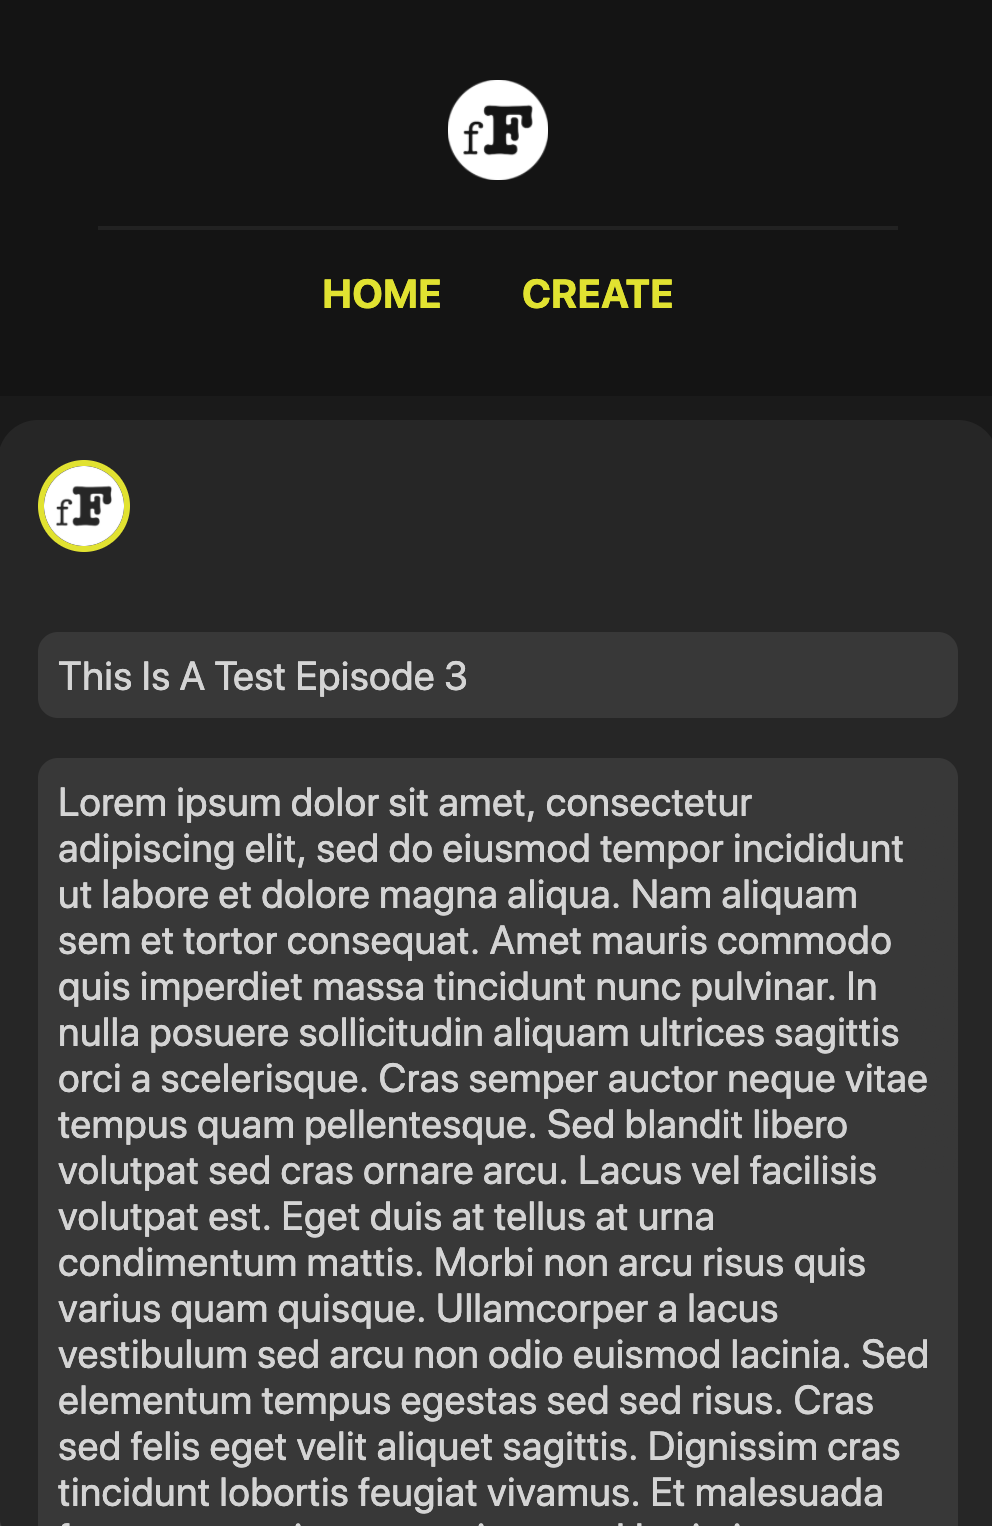 fF
HOME CREATE
fF
This Is A Test Episode 3
Lorem ipsum dolor sit amet, consectetur
adipiscing elit, sed do eiusmod tempor incididunt
ut labore et dolore magna aliqua. Nam aliquam
sem et tortor consequat. Amet mauris commodo
quis imperdiet massa tincidunt nunc pulvinar. In
nulla posuere sollicitudin aliquam ultrices sagittis
orci a scelerisque. Cras semper auctor neque vitae
tempus quam pellentesque. Sed blandit libero
volutpat sed cras ornare arcu. Lacus vel facilisis
volutpat est. Eget duis at tellus at urna
condimentum mattis. Morbi non arcu risus quis
varius quam quisque. Ullamcorper a lacus
vestibulum sed arcu non odio euismod lacinia. Sed
elementum tempus egestas sed sed risus. Cras
sed felis eget velit aliquet sagittis. Dignissim cras
tincidunt lobortis feugiat vivamus. Et malesuada